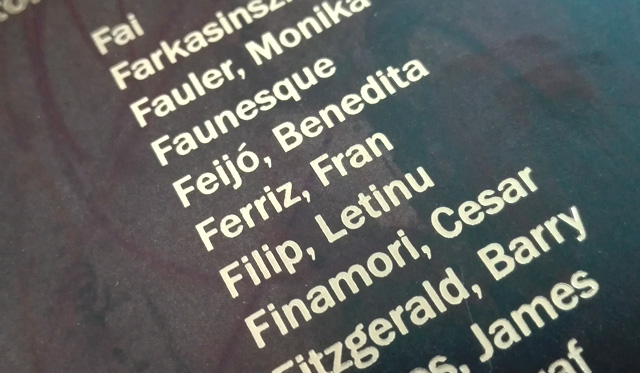 Fai
Fauler, Monika
Faunesque
Feijó, Benedita
Ferriz, Fran
Filip, Letinu
Finamori, Cesar
Fitzgerald, Barry
James